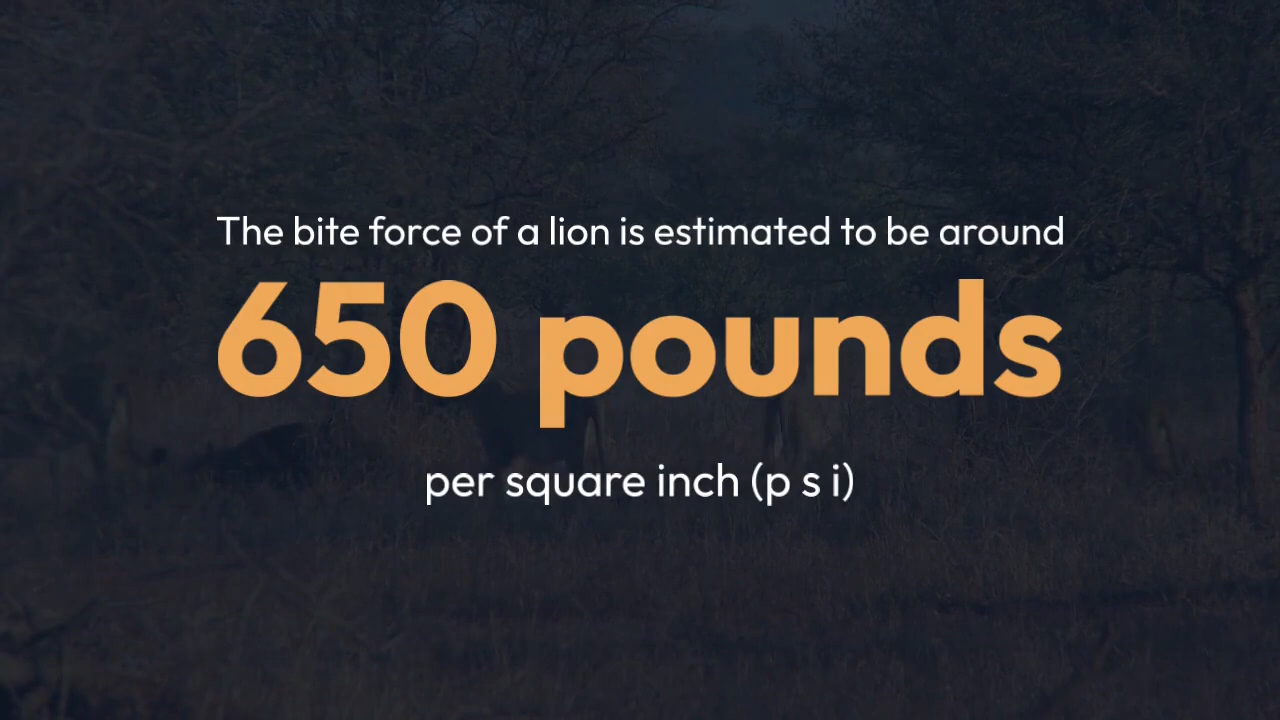 The bite force of a lion is estimated to be around
650 pounds
per square inch (p s i)